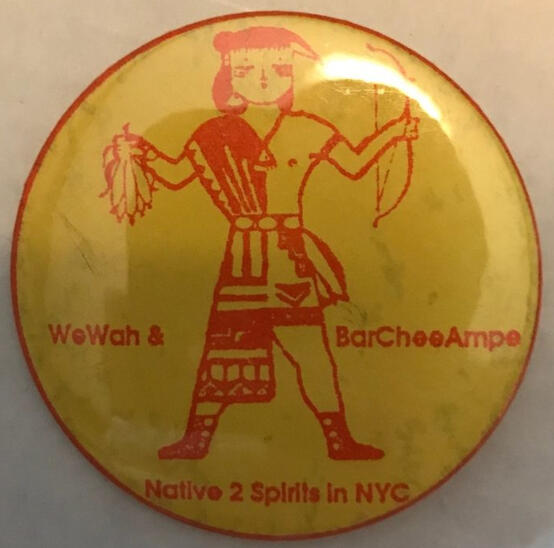 WeWah & BarCheeAmpe
Native 2 Spirits in NYC